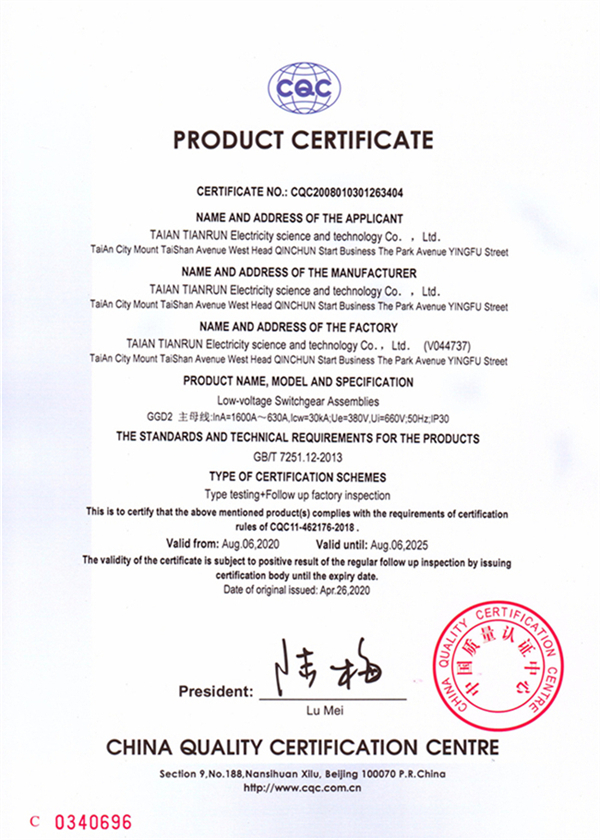 CQC
PRODUCT CERTIFICATE
CERTIFICATE NO.: CQC2008010301263404
NAME AND ADDRESS OF THE APPLICANT
TAIAN TIANRUN Electricity science and technology Co. , Ltd.
TaiAn City Mount TaiShan Avenue West Head QINCHUN Start Business The Park Avenue YINGFU Street
NAME AND ADDRESS OF THE MANUFACTURER
TAIAN TIANRUN Electricity science and technology Co. , Ltd.
TaiAn City Mount TaiShan Avenue West Head QINCHUN Start Business The Park Avenue YINGFU Street
NAME AND ADDRESS OF THE FACTORY
TAIAN TIANRUN Electricity science and technology Co., Ltd. (V044737)
TaiAn City Mount TaiShan Avenue West Head QINCHUN Start Business The Park Avenue YINGFU Street
PRODUCT NAME, MODEL AND SPECIFICATION
Low-voltage Switchgear Assemblies
GGD2 主母线:InA=1600A～630A,Icw=30kA;Ue=380V,Ui=660V;50Hz;IP30
THE STANDARDS AND TECHNICAL REQUIREMENTS FOR THE PRODUCTS
GB/T 7251.12-2013
TYPE OF CERTIFICATION SCHEMES
Type testing+Follow up factory inspection
This is to certify that the above mentioned product(s) complies with the requirements of certification
rules of CQC11-462176-2018 .
Valid from: Aug.06,2020 Valid until: Aug.06,2025
The validity of the certificate is subject to positive result of the regular follow up inspection by issuing
certification body until the expiry date.
Date of original issued: Apr.26,2020
CHINA QUALITY CERTIFICATION CENTRE
中国质量认证中心
陆梅
President:
Lu Mei
CHINA QUALITY CERTIFICATION CENTRE
Section 9,No.188,Nansihuan Xilu, Beijing 100070 P.R.China
http://www.cqc.com.cn
C 0340696